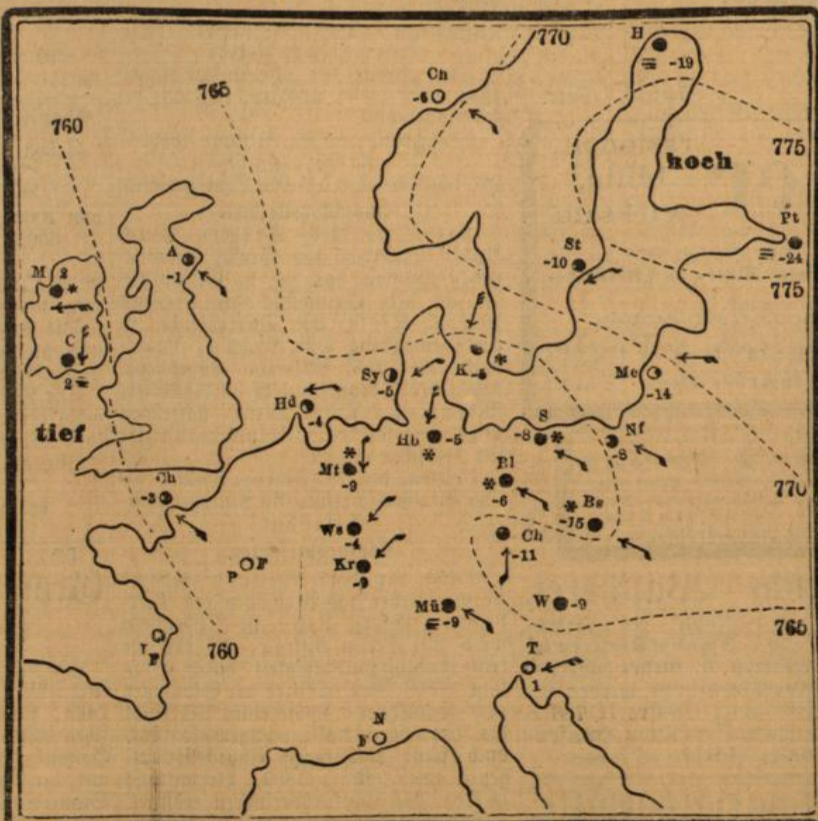 770
H
-19
765
Ch
-6
760
775
hoch
Pt
-24
A
-1
St
-10
775
M 2 *
C
2
K
-5
*
Sy
-5
Me
-14
Hd
-4
tief
Hb
-5
*
S
-8 *
Nf
-8
*
Mt
-9
Bl
*
-6
770
Ch
-3
Bs
*
-15
Ws
-4
Ch
-11
P F
Kr
-9
Mü
-9
W -9
765
I
F
760
T
1
N
F